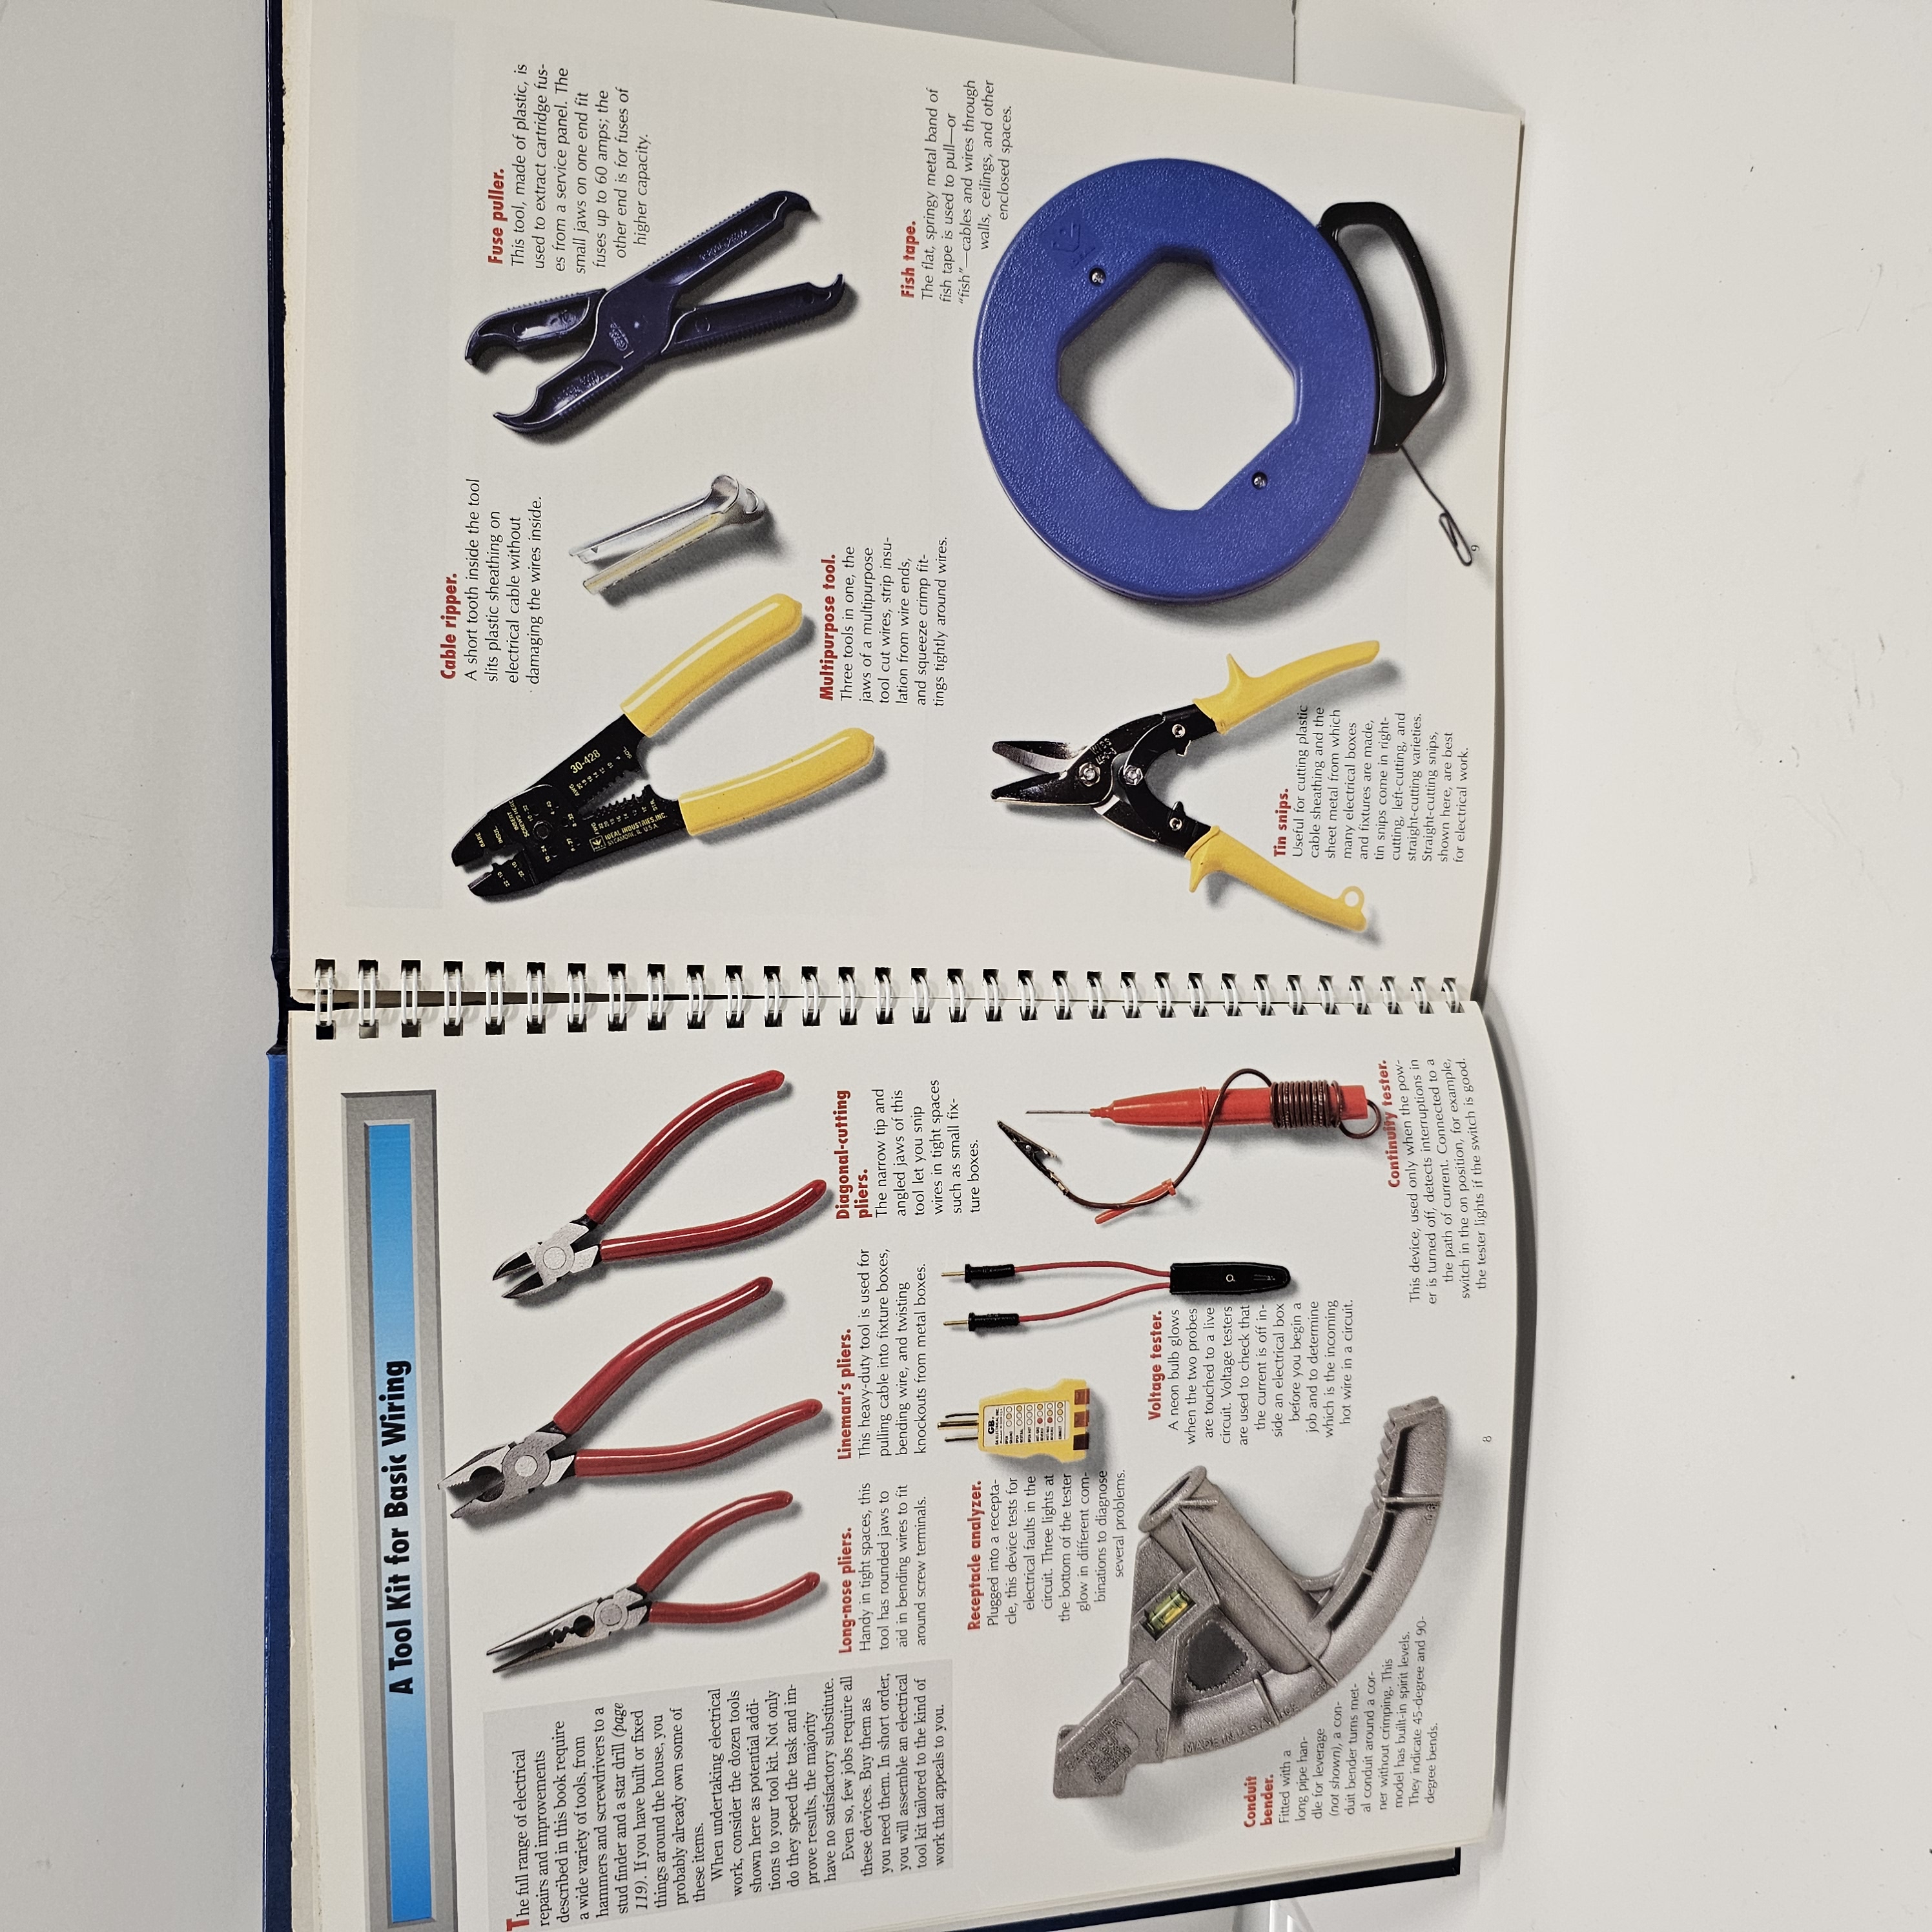 A Tool Kit for Basic Wiring
The full range of electrical
repairs and improvements
described in this book require
a wide variety of tools, from
hammers and screwdrivers to a
stud finder and a star drill (page
119). If you have built or fixed
things around the house, you
probably already own some of
these items.
When undertaking electrical
work, consider the dozen tools
shown here as potential addi-
tions to your tool kit. Not only
do they speed the task and im-
prove results, the majority
have no satisfactory substitute.
Even so, few jobs require all
these devices. Buy them as
you need them. In short order,
you will assemble an electrical
tool kit tailored to the kind of
work that appeals to you.
Long-nose pliers.
Handy in tight spaces, this
tool has rounded jaws to
aid in bending wires to fit
around screw terminals.
Lineman's pliers.
This heavy-duty tool is used for
pulling cable into fixture boxes,
bending wire, and twisting
knockouts from metal boxes.
Diagonal-cutting
pliers.
The narrow tip and
angled jaws of this
tool let you snip
wires in tight spaces
such as small fix-
ture boxes.
Receptacle analyzer.
Plugged into a recepta-
cle, this device tests for
electrical faults in the
circuit. Three lights at
the bottom of the tester
glow in different com-
binations to diagnose
several problems.
GB
Voltage tester.
A neon bulb glows
when the two probes
are touched to a live
circuit. Voltage testers
are used to check that
the current is off in-
side an electrical box
before you begin a
job and to determine
which is the incoming
hot wire in a circuit.
Conduit
bender.
Fitted with a
long pipe han-
dle for leverage
(not shown), a con-
duit bender turns met-
al conduit around a cor-
ner without crimping. This
model has built-in spirit levels.
They indicate 45-degree and 90-
degree bends.
Continuity tester.
This device, used only when the pow-
er is turned off, detects interruptions in
the path of current. Connected to a
switch in the on position, for example,
the tester lights if the switch is good.
8
Cable ripper.
A short tooth inside the tool
slits plastic sheathing on
electrical cable without
damaging the wires inside.
BARE
INSUL.
INSERT
SCREWS HERE
AWG
30-428
IDEAL INDUSTRIES, INC.
SYCAMORE, IL U.S.A.
Fuse puller.
This tool, made of plastic, is
used to extract cartridge fus-
es from a service panel. The
small jaws on one end fit
fuses up to 60 amps; the
other end is for fuses of
higher capacity.
Multipurpose tool.
Three tools in one, the
jaws of a multipurpose
tool cut wires, strip insu-
lation from wire ends,
and squeeze crimp fit-
tings tightly around wires.
Fish tape.
The flat, springy metal band of
fish tape is used to pull—or
“fish”—cables and wires through
walls, ceilings, and other
enclosed spaces.
Tin snips.
Useful for cutting plastic
cable sheathing and the
sheet metal from which
many electrical boxes
and fixtures are made,
tin snips come in right-
cutting, left-cutting, and
straight-cutting varieties.
Straight-cutting snips,
shown here, are best
for electrical work.
9